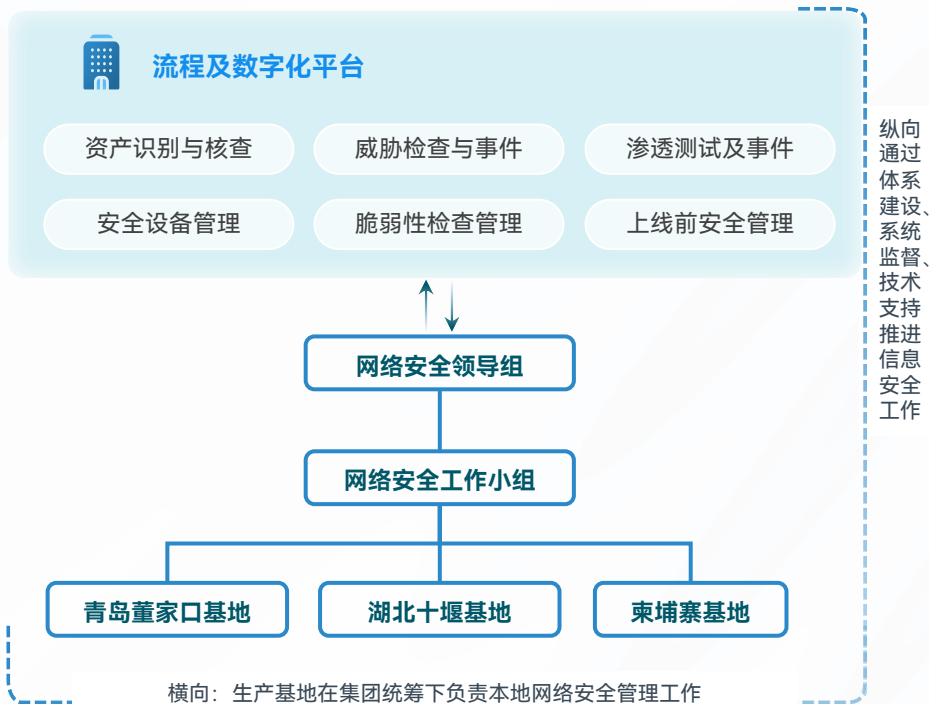 流程及数字化平台
资产识别与核查
威胁检查与事件
渗透测试及事件
安全设备管理
脆弱性检查管理
上线前安全管理
纵向
通过
体系
建设、
系统
监督、
技术
支持
推进
信息
安全
工作
网络安全领导组
网络安全工作小组
青岛董家口基地
湖北十堰基地
柬埔寨基地
横向：生产基地在集团统筹下负责本地网络安全管理工作